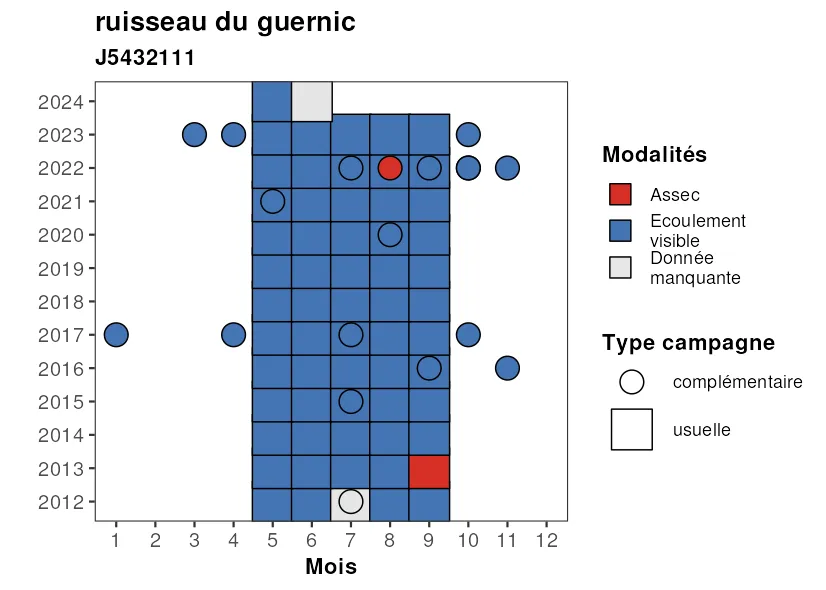 ruisseau du guernic
J5432111
2024
2023
2022
2021
2020
2019
2018
2017
2016
2015
2014
2013
2012
1 2 3 4 5 6 7 8 9 10 11 12
Mois
Modalités
Assec
Ecoulement
visible
Donnée
manquante
Type campagne
complémentaire
usuelle